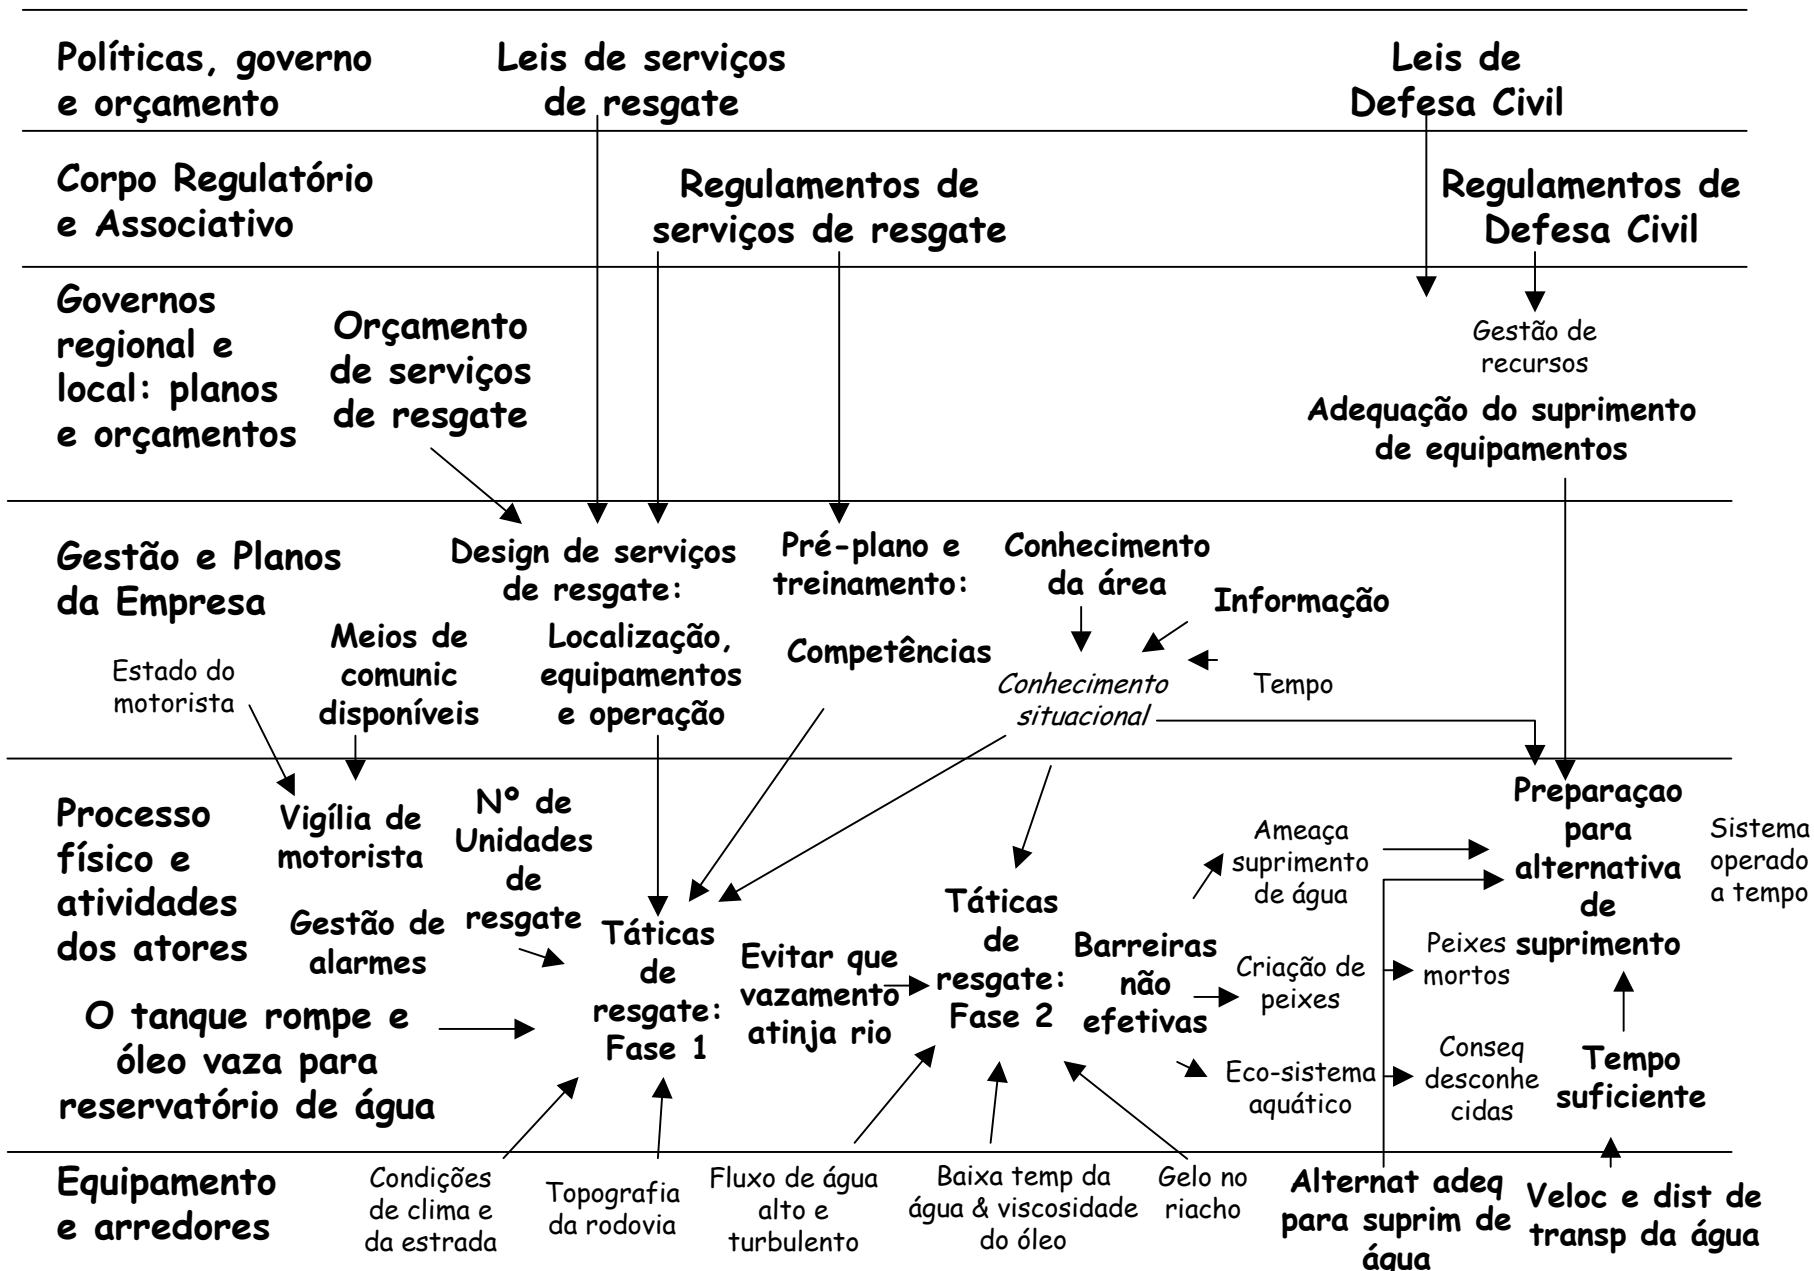 Políticas, governo
e orçamento
Leis de serviços
de resgate
Leis de
Defesa Civil
Corpo Regulatório
e Associativo
Regulamentos de
serviços de resgate
Regulamentos de
Defesa Civil
Governos
regional e
local: planos
e orçamentos
Orçamento
de serviços
de resgate
Gestão de
recursos
Adequação do suprimento
de equipamentos
Gestão e Planos
da Empresa
Design de serviços
de resgate:
Localização,
equipamentos
e operação
Pré-plano e
treinamento:
Competências
Conhecimento
da área
Informação
Tempo
Conhecimento
situacional
Estado do
motorista
Meios de
comunic
disponíveis
Processo
físico e
atividades
dos atores
Vigília de
motorista
Nº de
Unidades
de
resgate
Gestão de
alarmes
O tanque rompe e
óleo vaza para
reservatório de água
Táticas
de
resgate:
Fase 1
Evitar que
vazamento
atinja rio
Táticas
de
resgate:
Fase 2
Barreiras
não
efetivas
Ameaça
suprimento
de água
Criação de
peixes
Eco-sistema
aquático
Peixes
mortos
Conseq
desconhe
cidas
Preparaçao
para
alternativa
de
suprimento
Sistema
operado
a tempo
Tempo
suficiente
Equipamento
e arredores
Condições
de clima e
da estrada
Topografia
da rodovia
Fluxo de água
alto e
turbulento
Baixa temp da
água & viscosidade
do óleo
Gelo no
riacho
Alternat adeq
para suprim de
água
Veloc e dist de
transp da água